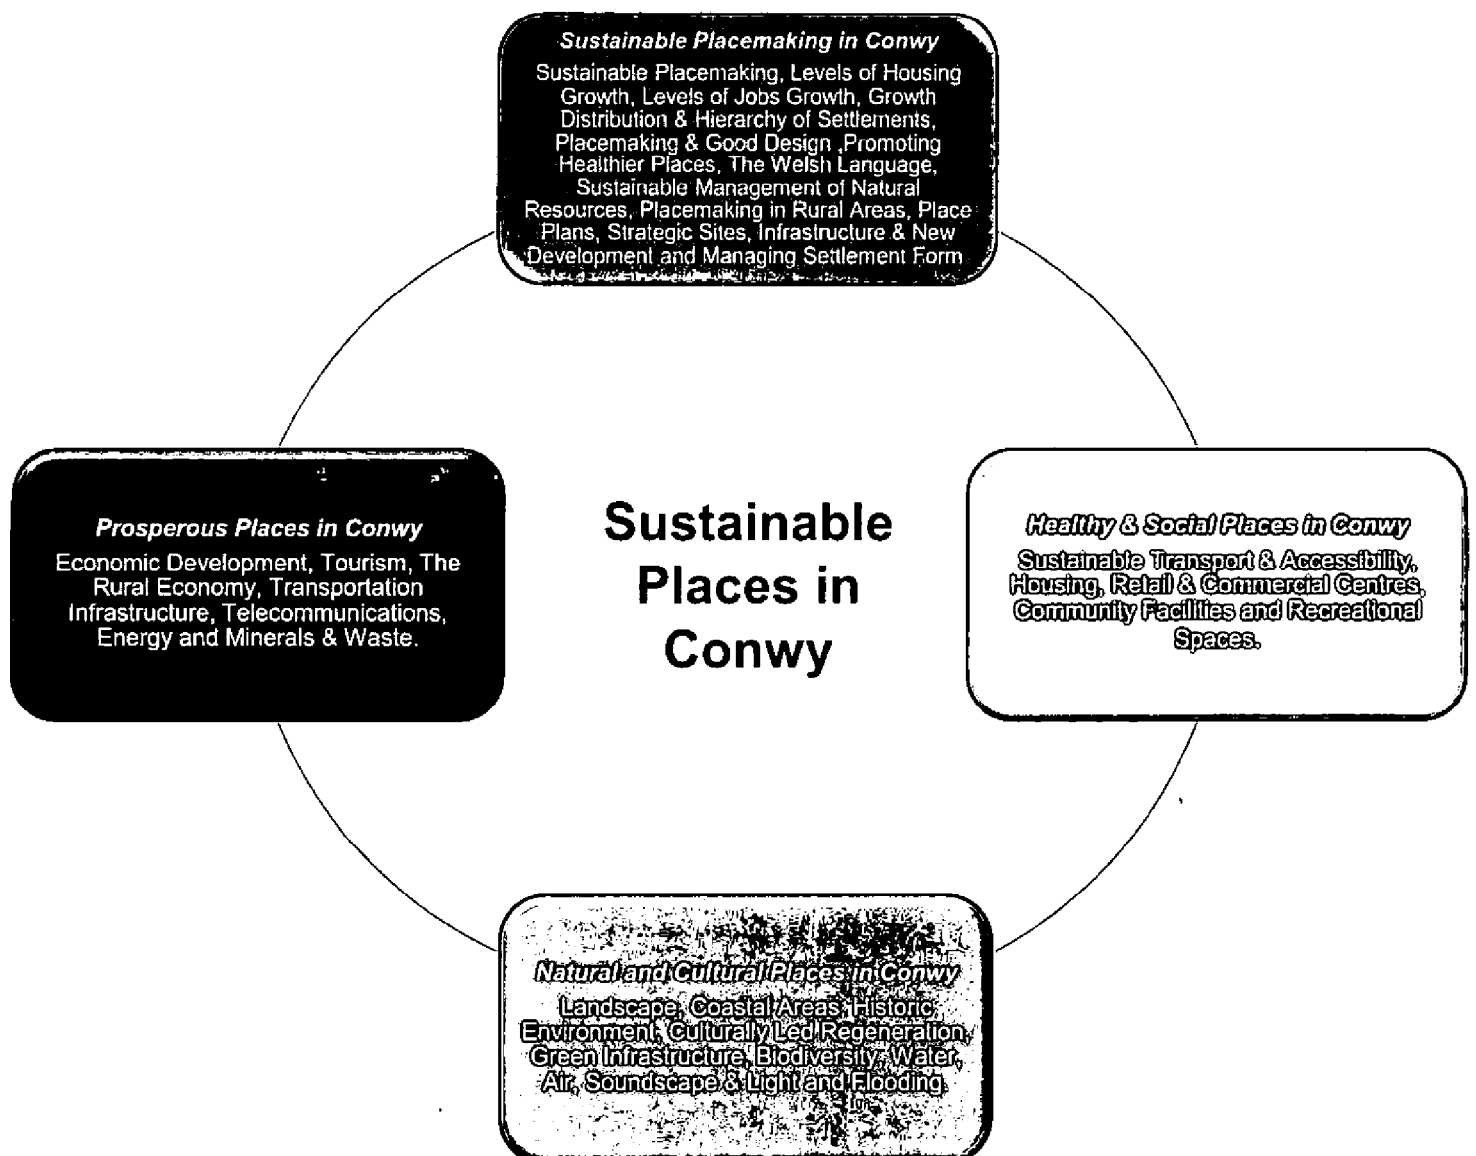 Sustainable Placemaking in Conwy
Sustainable Placemaking, Levels of Housing
Growth, Levels of Jobs Growth, Growth
Distribution & Hierarchy of Settlements,
Placemaking & Good Design ,Promoting
Healthier Places, The Welsh Language,
Sustainable Management of Natural
Resources, Placemaking in Rural Areas, Place
Plans, Strategic Sites, Infrastructure & New
Development and Managing Settlement Form
Prosperous Places in Conwy
Economic Development, Tourism, The
Rural Economy, Transportation
Infrastructure, Telecommunications,
Energy and Minerals & Waste.
Sustainable
Places in
Conwy
Healthy & Social Places in Conwy
Sustainable Transport & Accessibility,
Housing, Retail & Commercial Centres,
Community Facilities and Recreational
Spaces.
Natural and Cultural Places in Conwy
Landscape, Coastal Areas, Historic
Environment, Culturally Led Regeneration,
Green Infrastructure, Biodiversity, Water,
Air, Soundscape & Light and Flooding